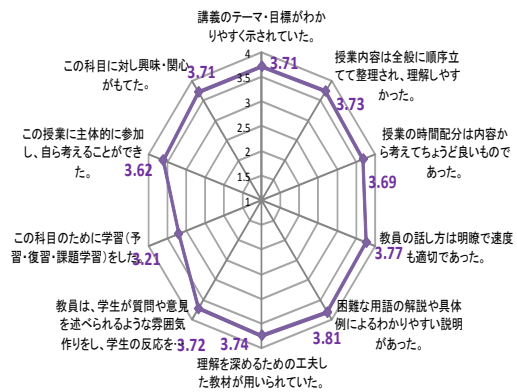 講義のテーマ・目標がわか
りやすく示されていた。
授業内容は全般に順序立
てて整理され、理解しやす
かった。
授業の時間配分は内容か
ら考えてちょうど良いもので
あった。
教員の話し方は明瞭で速度
も適切であった。
困難な用語の解説や具体
例によるわかりやすい説明
があった。
理解を深めるための工夫し
た教材が用いられていた。
教員は、学生が質問や意見
を述べられるような雰囲気
作りをし、学生の反応を…
この科目のために学習(予
習・復習・課題学習)をした。
この授業に主体的に参加
し、自ら考えることができ
た。
この科目に対し興味・関心
がもてた。
4
3.5
3
2.5
2
1.5
1
3.71
3.73
3.69
3.77
3.81
3.74
3.72
3.21
3.62
3.71